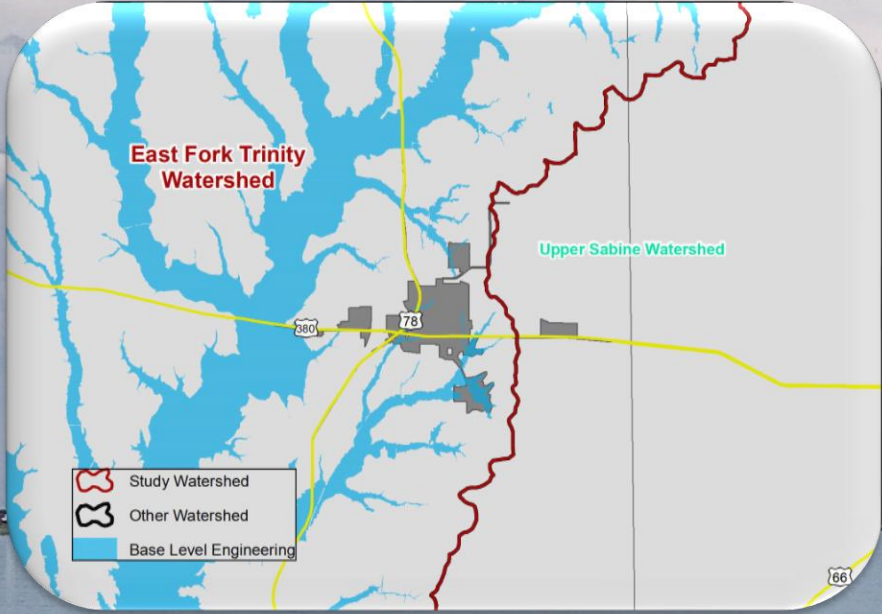 East Fork Trinity
Watershed
Upper Sabine Watershed
380
78
Study Watershed
Other Watershed
Base Level Engineering
66